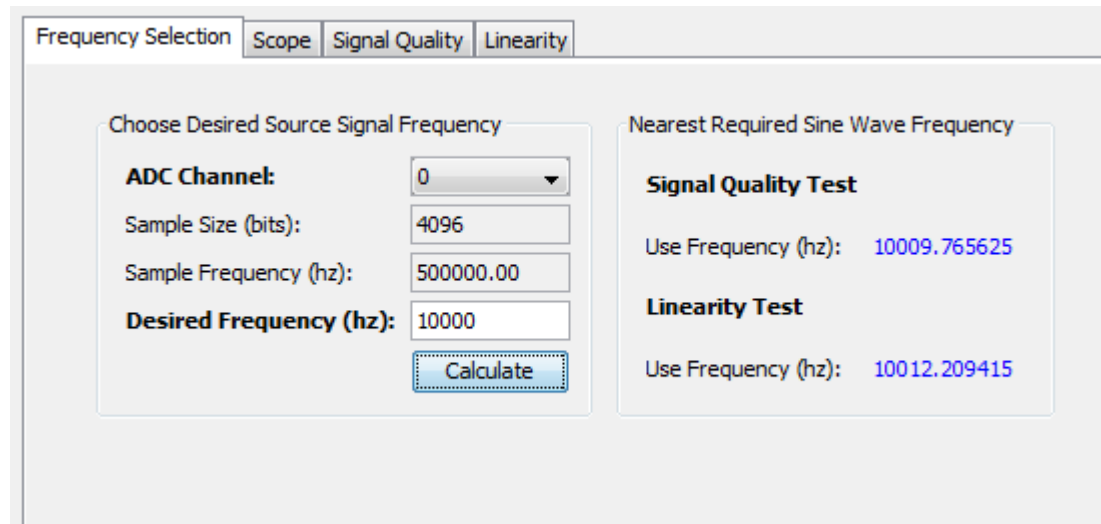 Frequency Selection Scope Signal Quality Linearity
Choose Desired Source Signal Frequency
ADC Channel: 0
Sample Size (bits): 4096
Sample Frequency (hz): 500000.00
Desired Frequency (hz): 10000
Calculate
Nearest Required Sine Wave Frequency
Signal Quality Test
Use Frequency (hz): 10009.765625
Linearity Test
Use Frequency (hz): 10012.209415